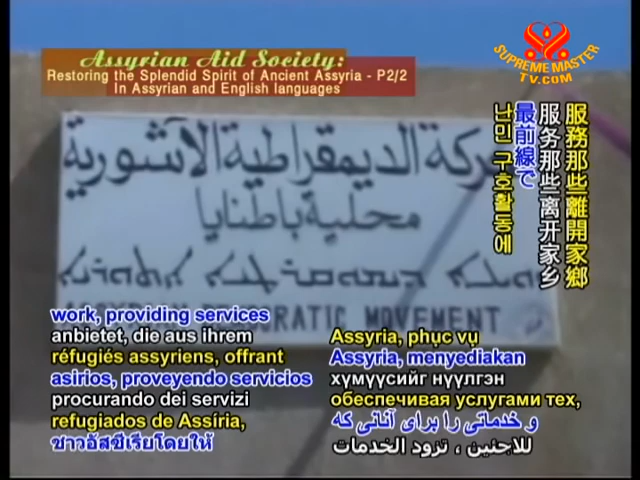 Assyrian Aid Society:
Restoring the Splendid Spirit of Ancient Assyria - P2/2
In Assyrian and English languages
SUPREME MASTER
TV.COM
服務那些離開家鄉
服务那些离开家乡
最前線で
난민 구호활동에
ركة الديمقراطية الآشورية
محلية باطنايا
ASSYRIAN DEMOCRATIC MOVEMENT
work, providing services
anbietet, die aus ihrem
réfugiés assyriens, offrant
asirios, proveyendo servicios
procurando dei servizi
refugiados de Assíria,
ชาวอัสซีเรียโดยให้
Assyria, phục vụ
Assyria, menyediakan
хүмүүсийг нүүлгэн
обеспечивая услугами тех,
و خدماتی را برای آنانی که
للاجئين ، تزود الخدمات